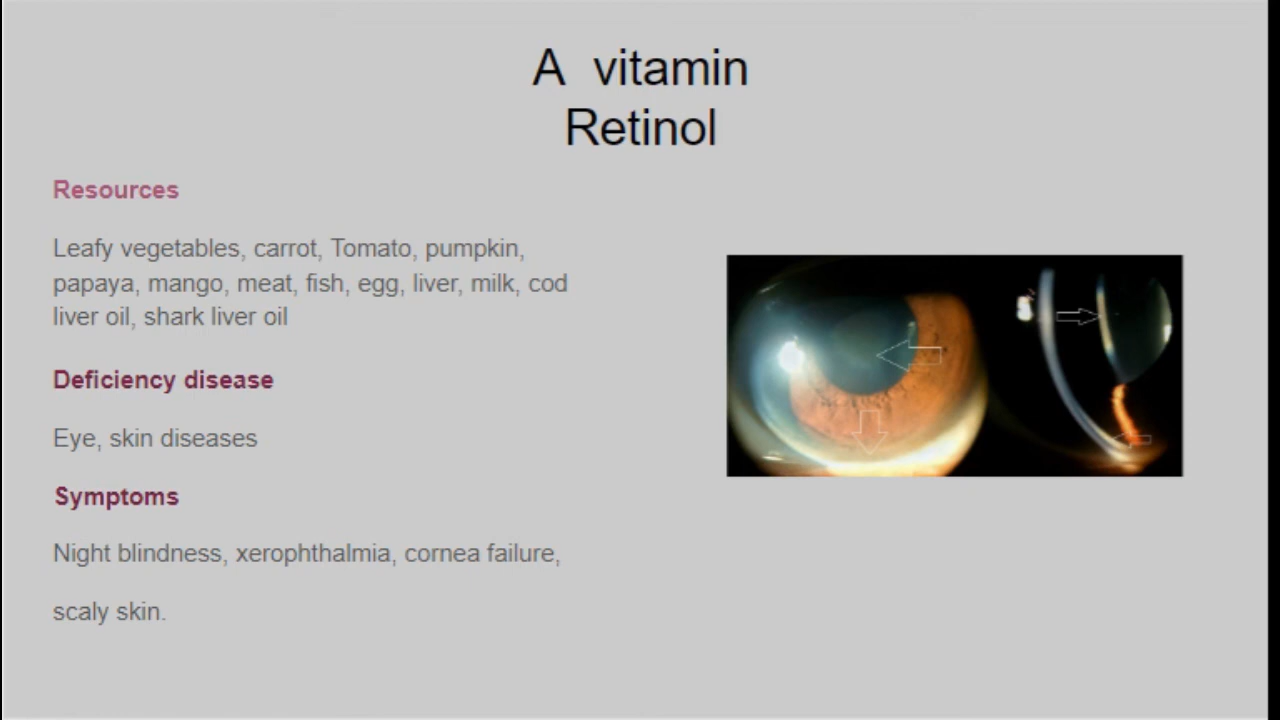 A vitamin
Retinol
Resources
Leafy vegetables, carrot, Tomato, pumpkin,
papaya, mango, meat, fish, egg, liver, milk, cod
liver oil, shark liver oil
Deficiency disease
Eye, skin diseases
Symptoms
Night blindness, xerophthalmia, cornea failure,
scaly skin.